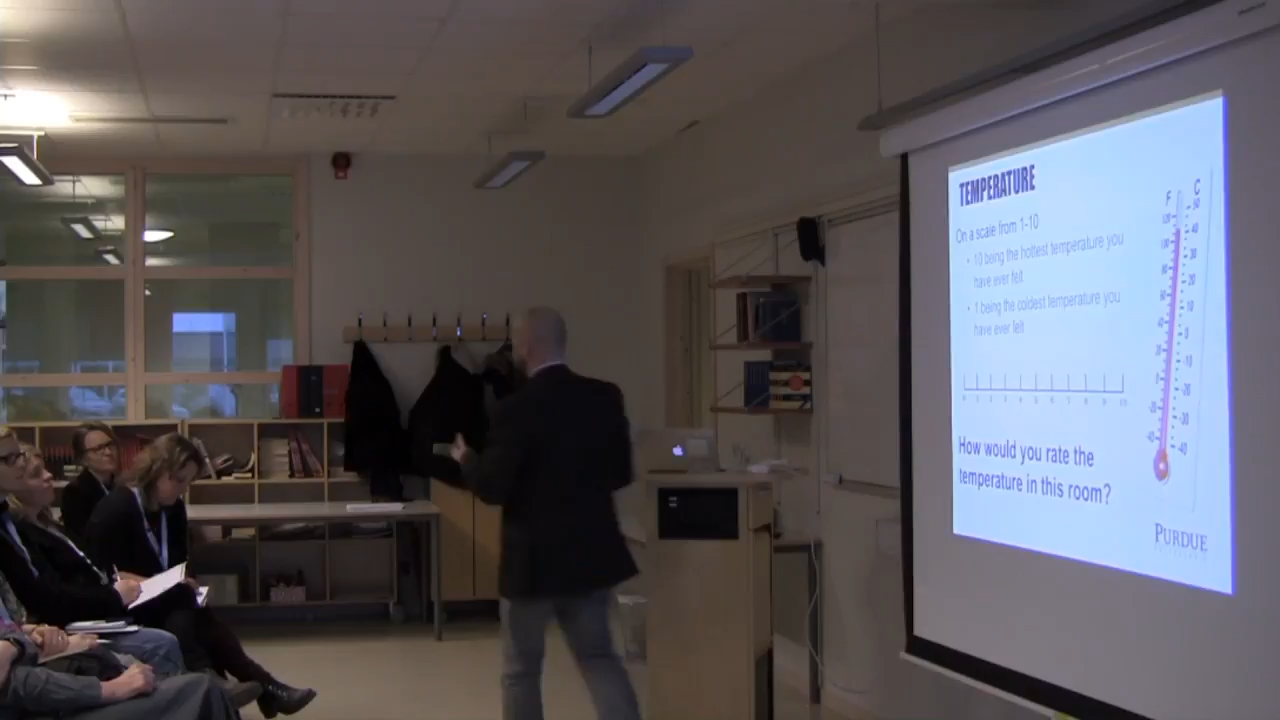 TEMPERATURE
On a scale from 1-10
• 10 being the hottest temperature you
have ever felt
• 1 being the coldest temperature you
have ever felt
How would you rate the
temperature in this room?
F C
PURDUE